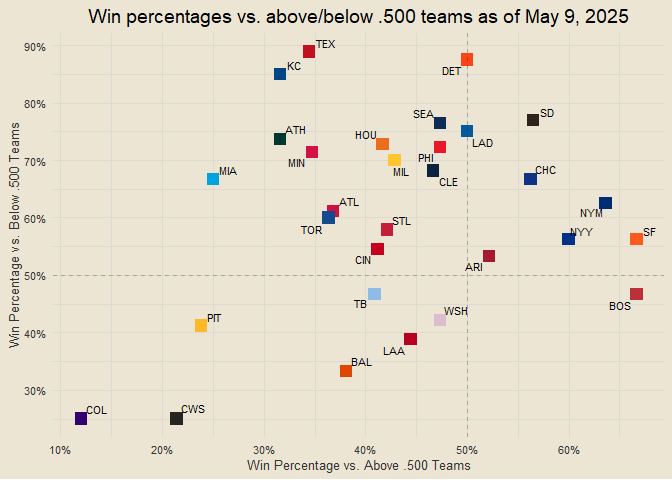 Win percentages vs. above/below .500 teams as of May 9, 2025
90%
TEX
KC
DET
80%
SEA
SD
ATH
HOU
LAD
MIN
PHI
70%
MIL
CLE
MIA
CHC
ATL
NYM
60%
TOR
STL
NYY
SF
CIN
ARI
50%
TB
BOS
WSH
PIT
40%
LAA
BAL
30%
COL
CWS
Win Percentage vs. Below .500 Teams
10%
20%
30%
40%
50%
60%
Win Percentage vs. Above .500 Teams